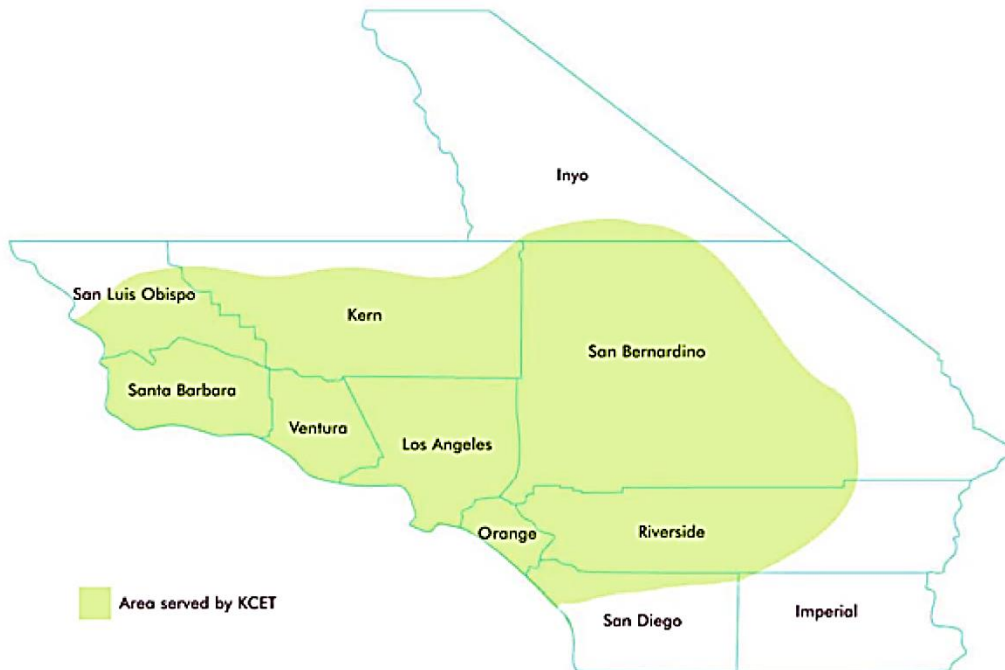 Inyo
San Luis Obispo
Kern
San Bernardino
Santa Barbara
Ventura
Los Angeles
Orange
Riverside
Area served by KCET
San Diego
Imperial